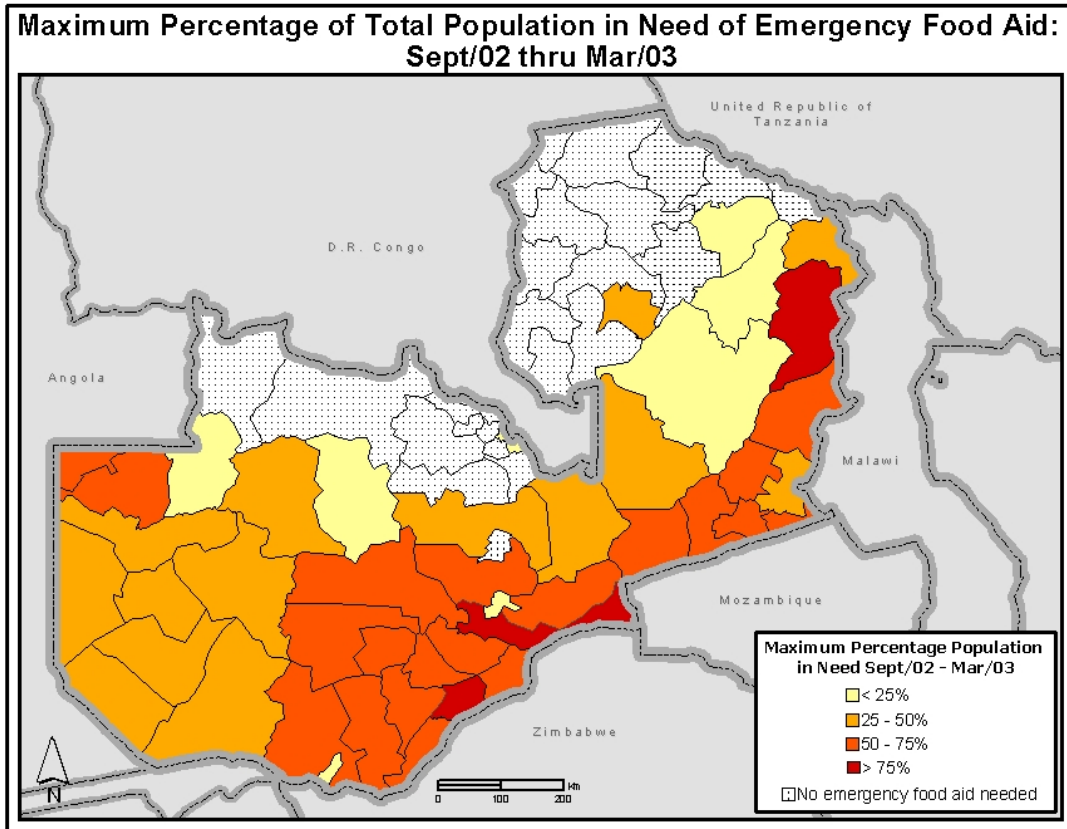 Maximum Percentage of Total Population in Need of Emergency Food Aid:
Sept/02 thru Mar/03
United Republic of
Tanzania
D.R. Congo
Angola
Malawi
Mozambique
Zimbabwe
Maximum Percentage Population
in Need Sept/02 - Mar/03
< 25%
25 - 50%
50 - 75%
> 75%
No emergency food aid needed
N
km
0 100 200